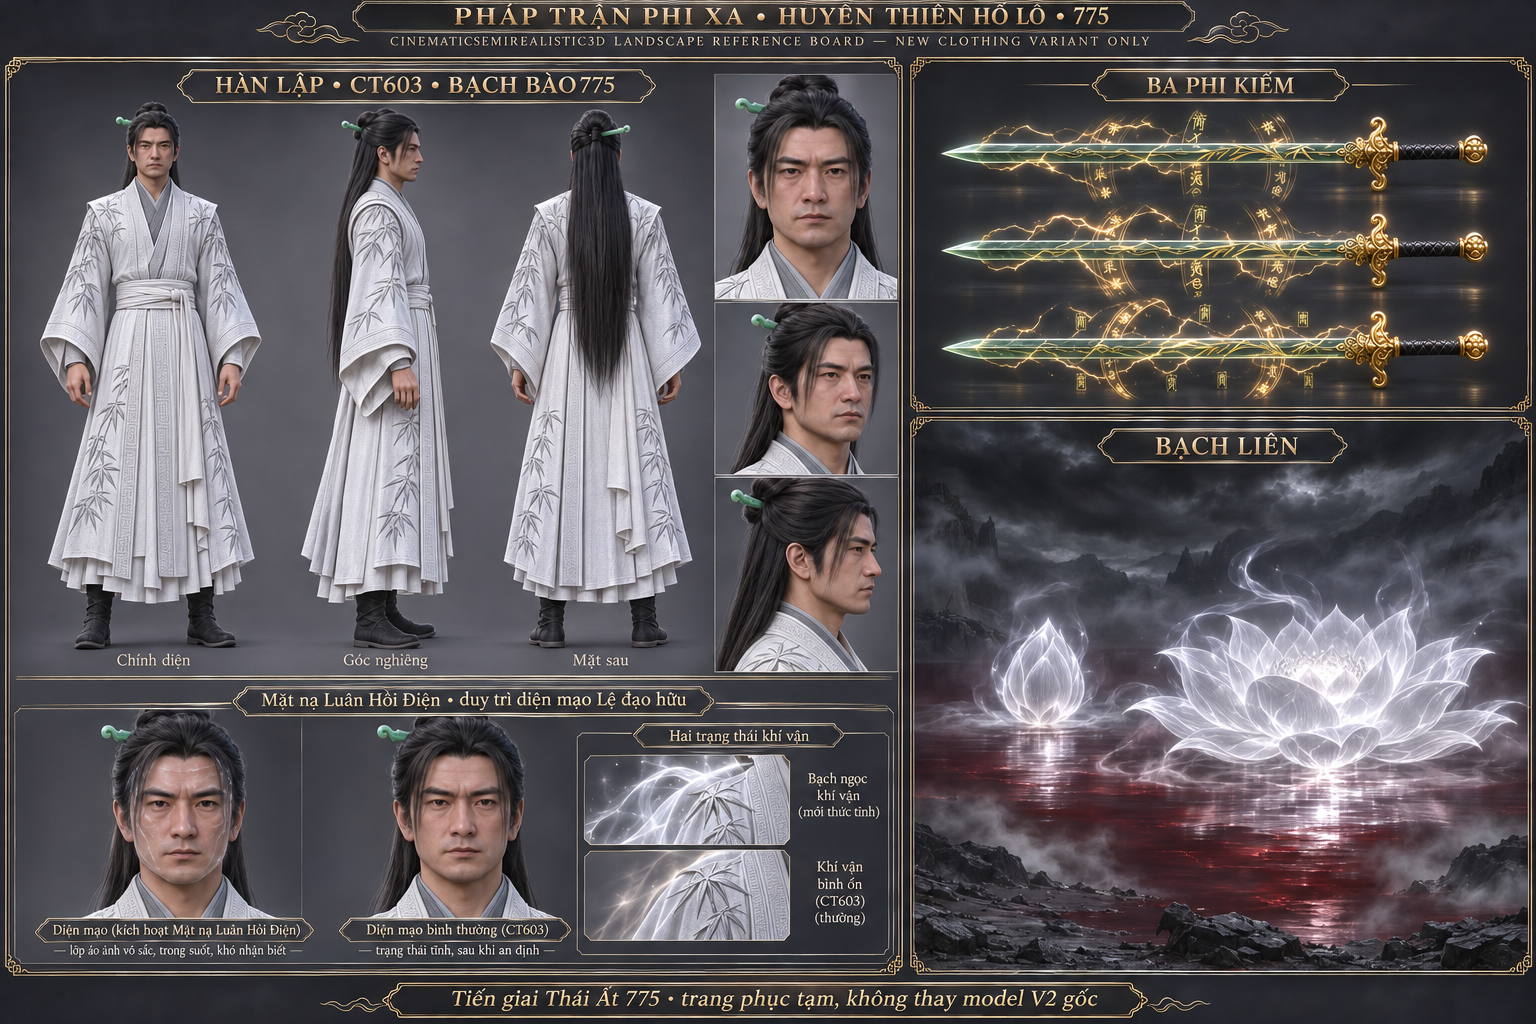 PHÁP TRẬN PHI XA • HUYỀN THIÊN HỒ LÔ • 775
CINEMATICSEMIREALISTIC3D LANDSCAPE REFERENCE BOARD — NEW CLOTHING VARIANT ONLY
HÀN LẬP • CT603 • BẠCH BÀO775
Chính diện
Góc nghiêng
Mặt sau
Mặt nạ Luân Hồi Điện • duy trì diện mạo Lệ đạo hữu
Diện mạo (kích hoạt Mặt nạ Luân Hồi Điện)
— lớp áo ảnh vô sắc, trong suốt, khó nhận biết —
Diện mạo bình thường (CT603)
— trạng thái tĩnh, sau khi an định —
Hai trạng thái khí vận
Bạch ngọc
khí vận
(mới thức tỉnh)
Khí vận
bình ổn
(CT603)
(thường)
BA PHI KIẾM
BẠCH LIÊN
Tiến giai Thái Ất 775 • trang phục tạm, không thay model V2 gốc